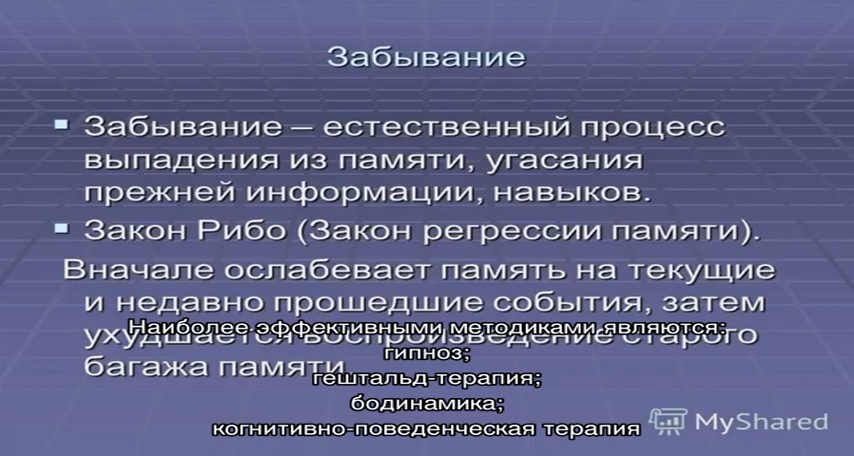 Забывание
Забывание – естественный процесс
выпадения из памяти, угасания
прежней информации, навыков.
Закон Рибо (Закон регрессии памяти).
Вначале ослабевает память на текущие
и недавно прошедшие события, затем
ухудшается воспроизведение старого
багажа памяти.
Наиболее эффективными методиками являются:
гипноз;
гештальд-терапия;
бодинамика;
когнитивно-поведенческая терапия
MyShared